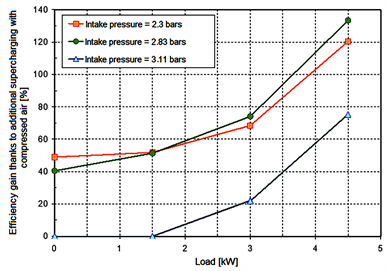 Efficiency gain thanks to additional supercharging with
compressed air [%]
140
120
100
80
60
40
20
0
Intake pressure = 2.3 bars
Intake pressure = 2.83 bars
Intake pressure = 3.11 bars
0 1 2 3 4 5
Load [kW]